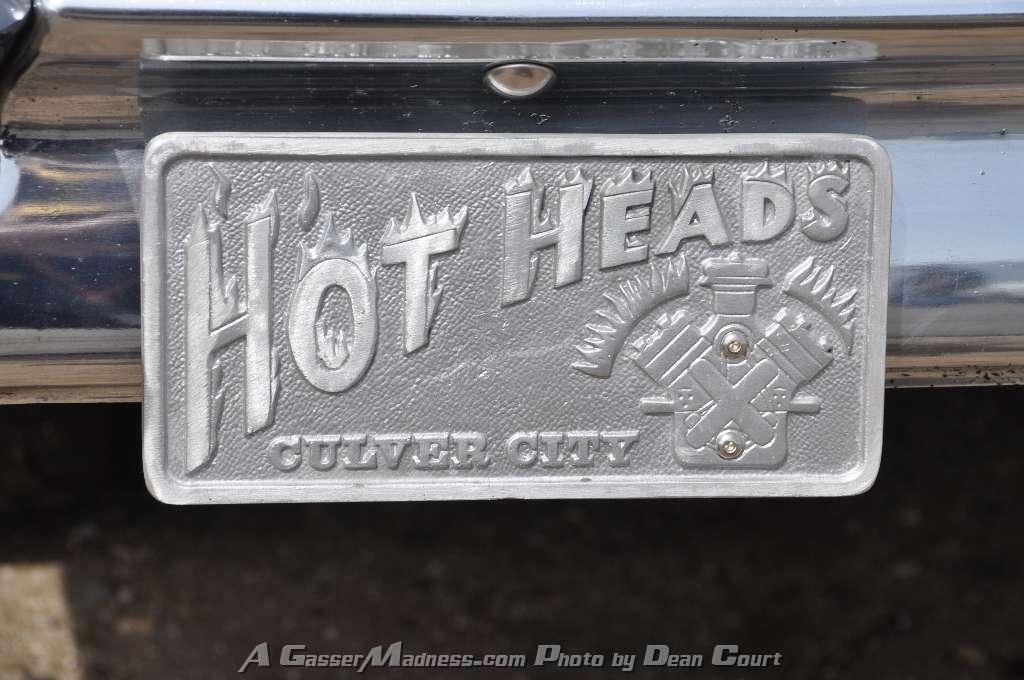 HOT HEADS
CULVER CITY
A GasserMadness.com Photo by Dean Court